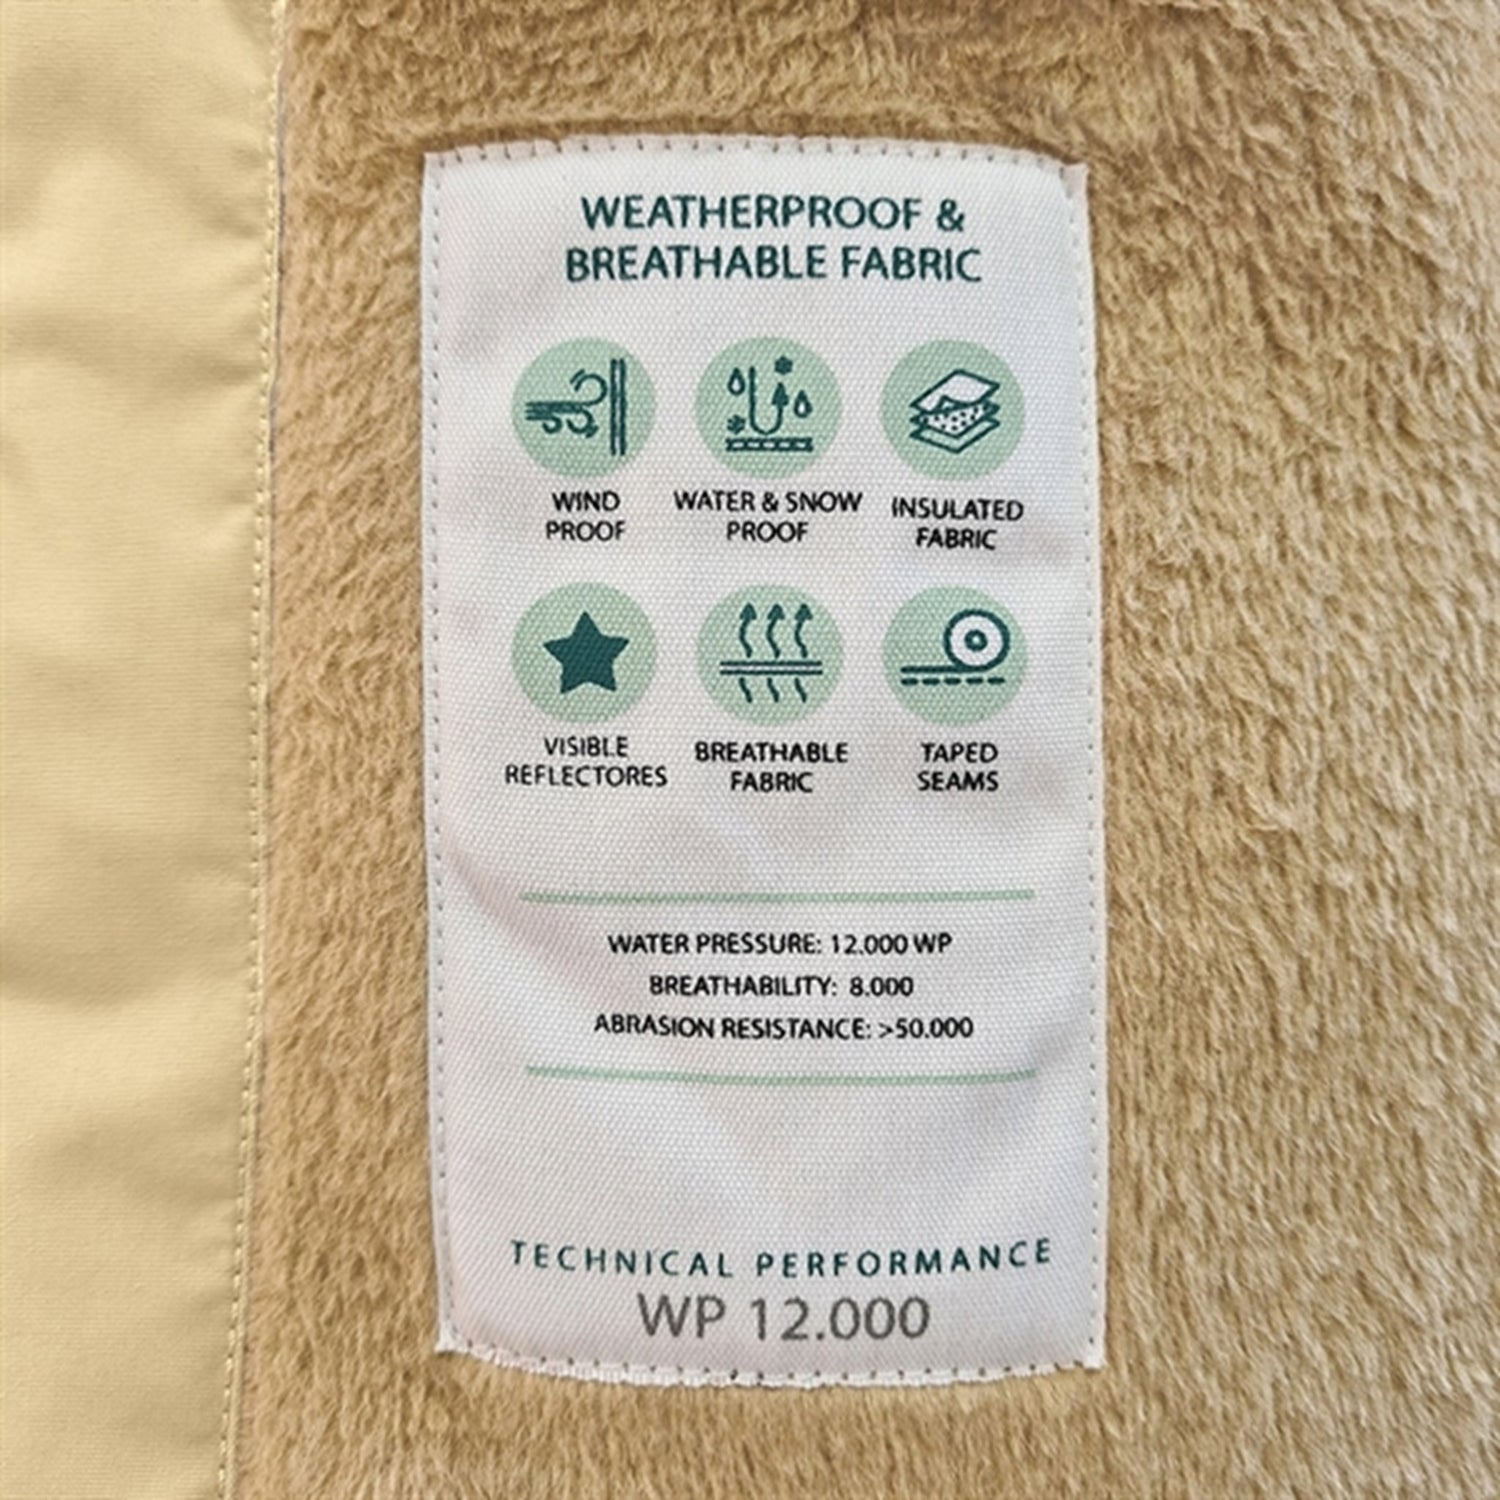 WEATHERPROOF &
BREATHABLE FABRIC
WIND
PROOF
WATER & SNOW
PROOF
INSULATED
FABRIC
VISIBLE
REFLECTORES
BREATHABLE
FABRIC
TAPED
SEAMS
WATER PRESSURE: 12.000 WP
BREATHABILITY: 8.000
ABRASION RESISTANCE: >50.000
TECHNICAL PERFORMANCE
WP 12.000